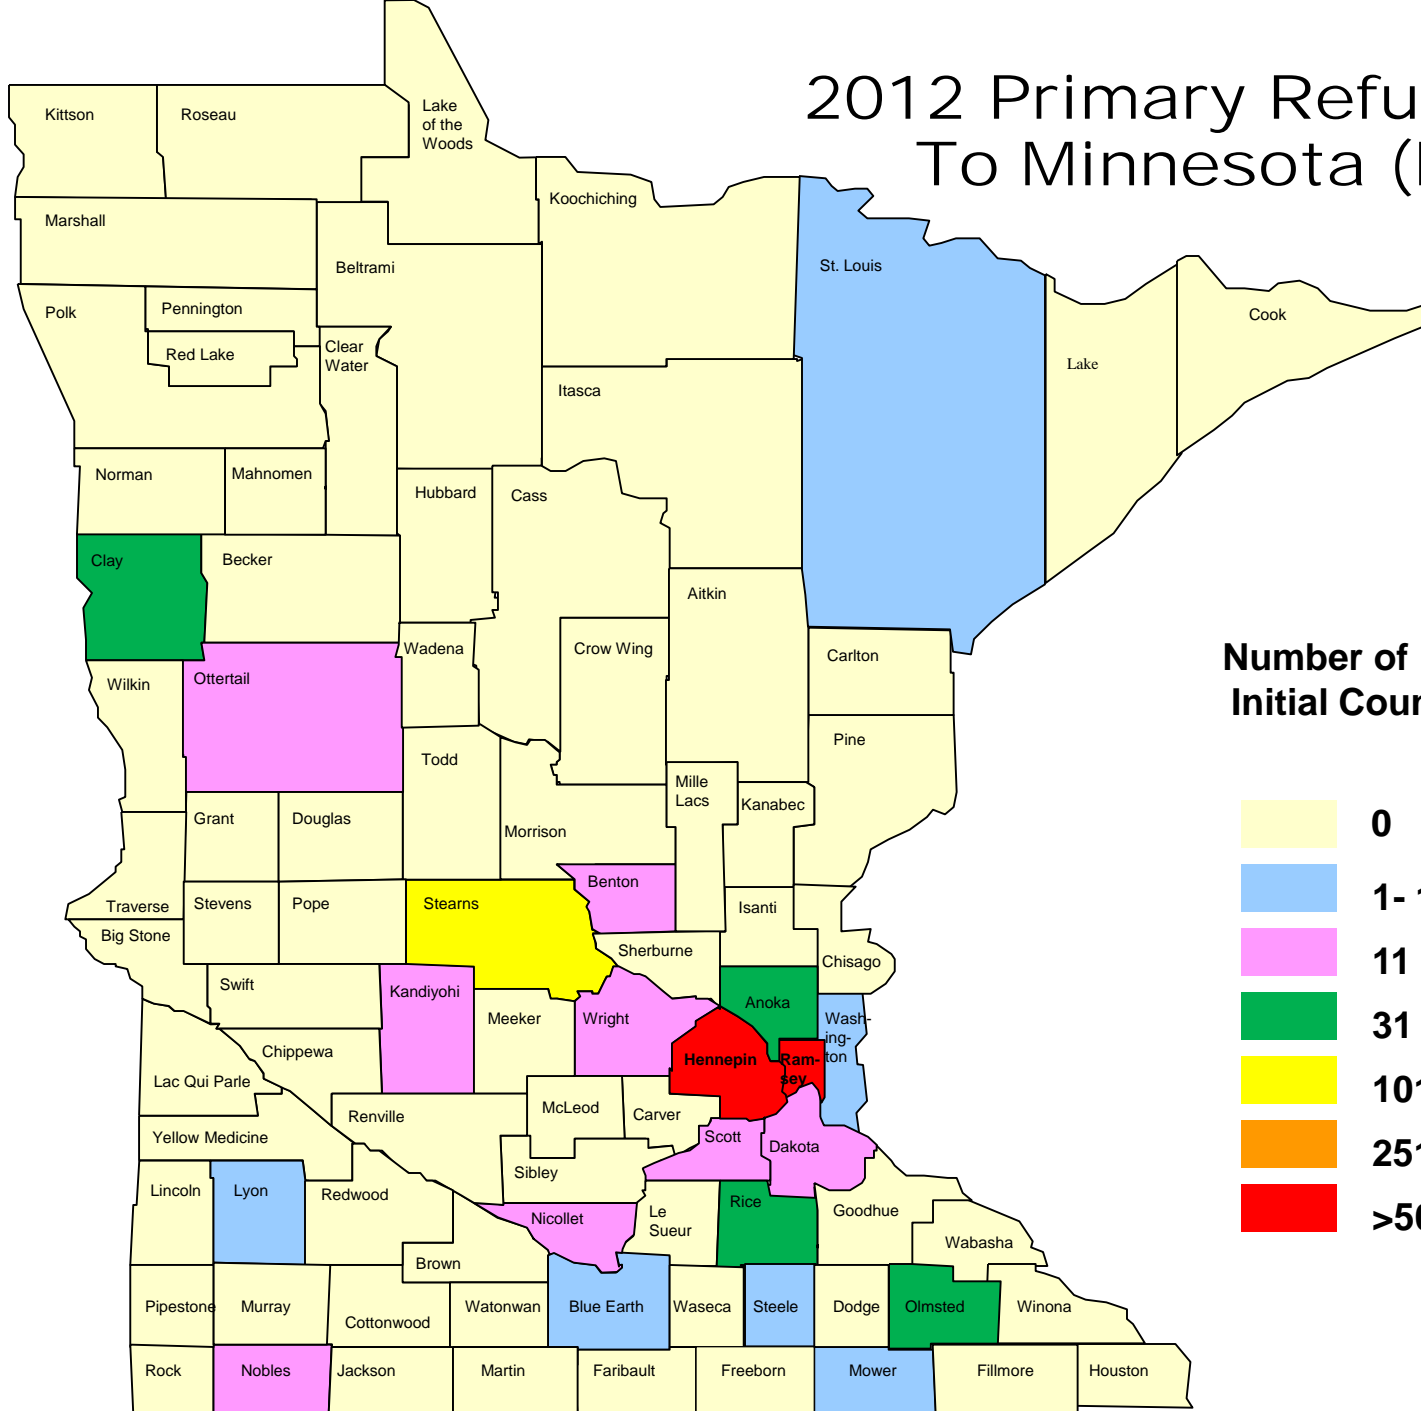 2012 Primary Refu
To Minnesota (
Kittson
Roseau
Lake
of the
Woods
Koochiching
Marshall
Beltrami
St. Louis
Polk
Pennington
Cook
Red Lake
Clear
Water
Lake
Itasca
Norman
Mahnomen
Hubbard
Cass
Clay
Becker
Aitkin
Wadena
Crow Wing
Carlton
Wilkin
Ottertail
Number of
Initial Coun
Todd
Pine
Mille
Lacs
Kanabec
Grant
Douglas
Morrison
0
Benton
1-
Traverse
Stevens
Pope
Stearns
Isanti
Big Stone
Sherburne
Chisago
11
Swift
Kandiyohi
Meeker
Wright
Anoka
Wash-
ing-
ton
31
Chippewa
Hennepin
Ram-
sey
Lac Qui Parle
101
Renville
McLeod
Carver
Yellow Medicine
Scott
Dakota
251
Sibley
Lincoln
Lyon
Redwood
Nicollet
Le
Sueur
Rice
Goodhue
>50
Wabasha
Brown
Pipestone
Murray
Cottonwood
Watonwan
Blue Earth
Waseca
Steele
Dodge
Olmsted
Winona
Rock
Nobles
Jackson
Martin
Faribault
Freeborn
Mower
Fillmore
Houston